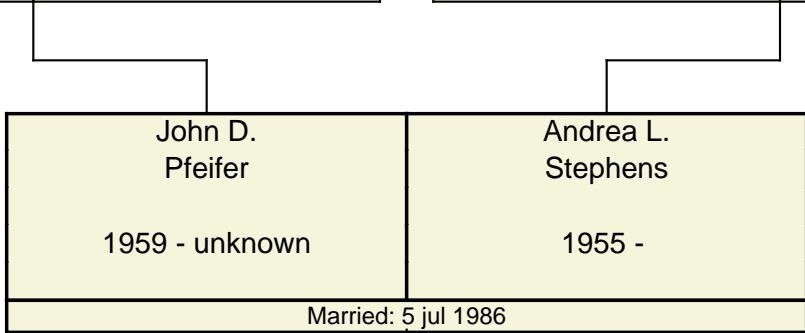 John D.
Pfeifer
1959 - unknown
Andrea L.
Stephens
1955 -
Married: 5 jul 1986